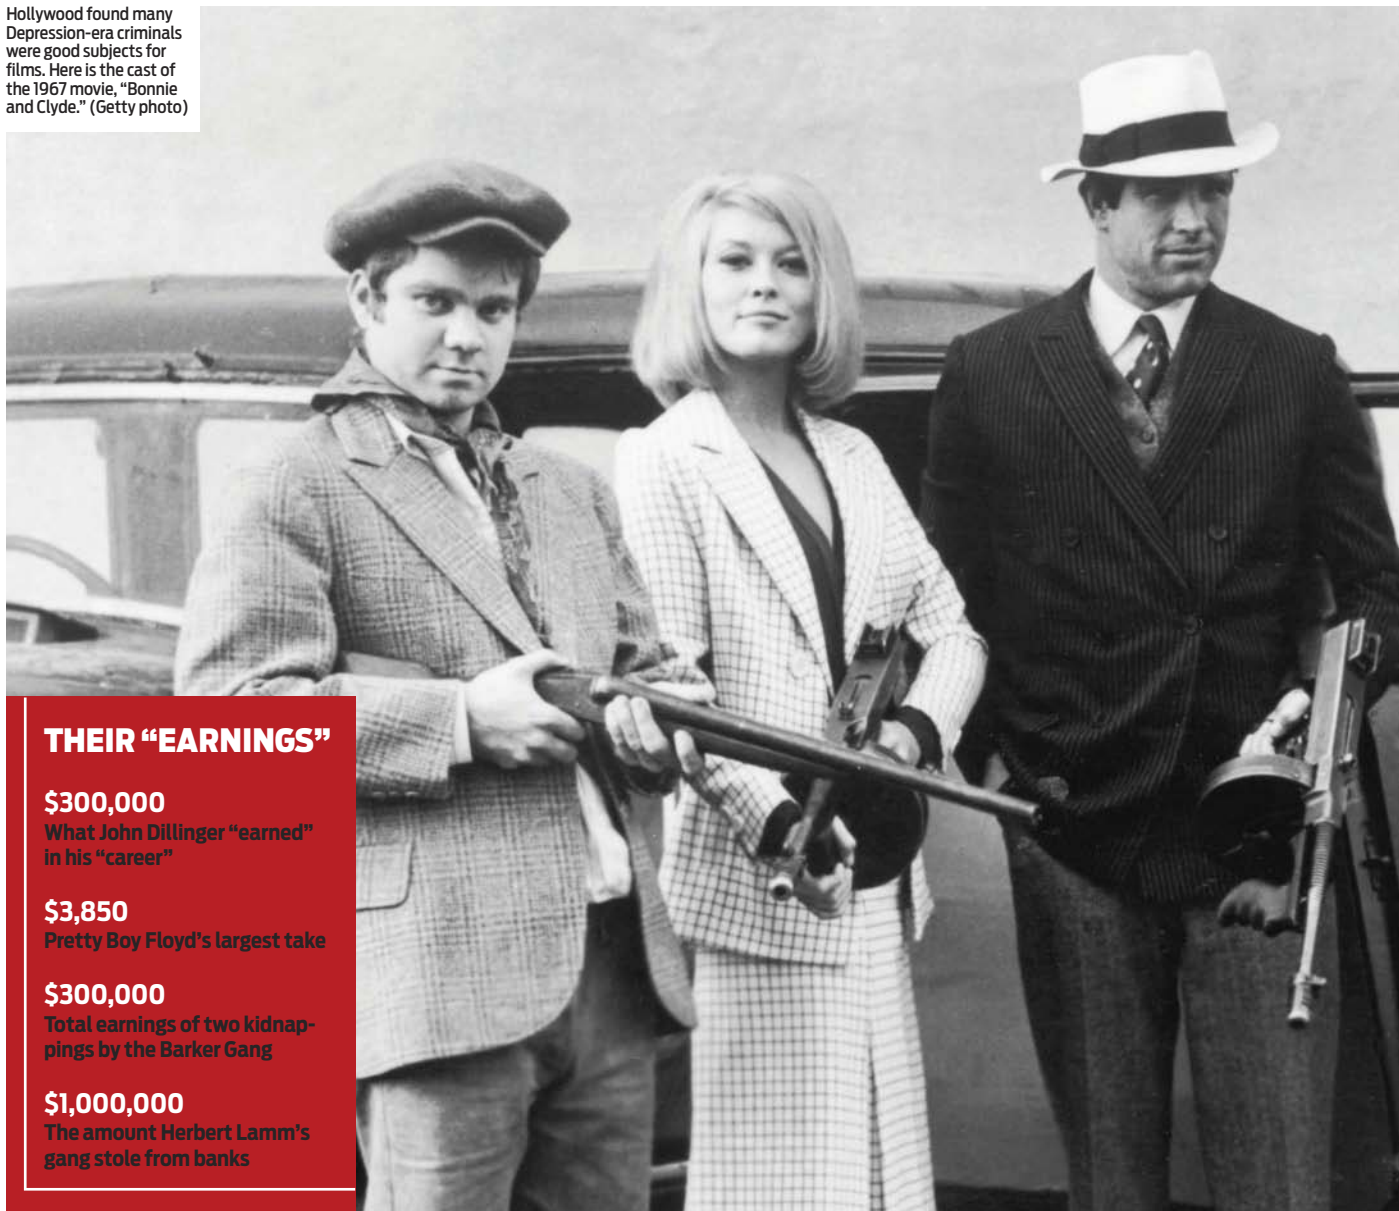 Hollywood found many
Depression-era criminals
were good subjects for
films. Here is the cast of
the 1967 movie, “Bonnie
and Clyde.” (Getty photo)
THEIR “EARNINGS”
$300,000
What John Dillinger “earned”
in his “career”
$3,850
Pretty Boy Floyd’s largest take
$300,000
Total earnings of two kidnap-
pings by the Barker Gang
$1,000,000
The amount Herbert Lamm’s
gang stole from banks